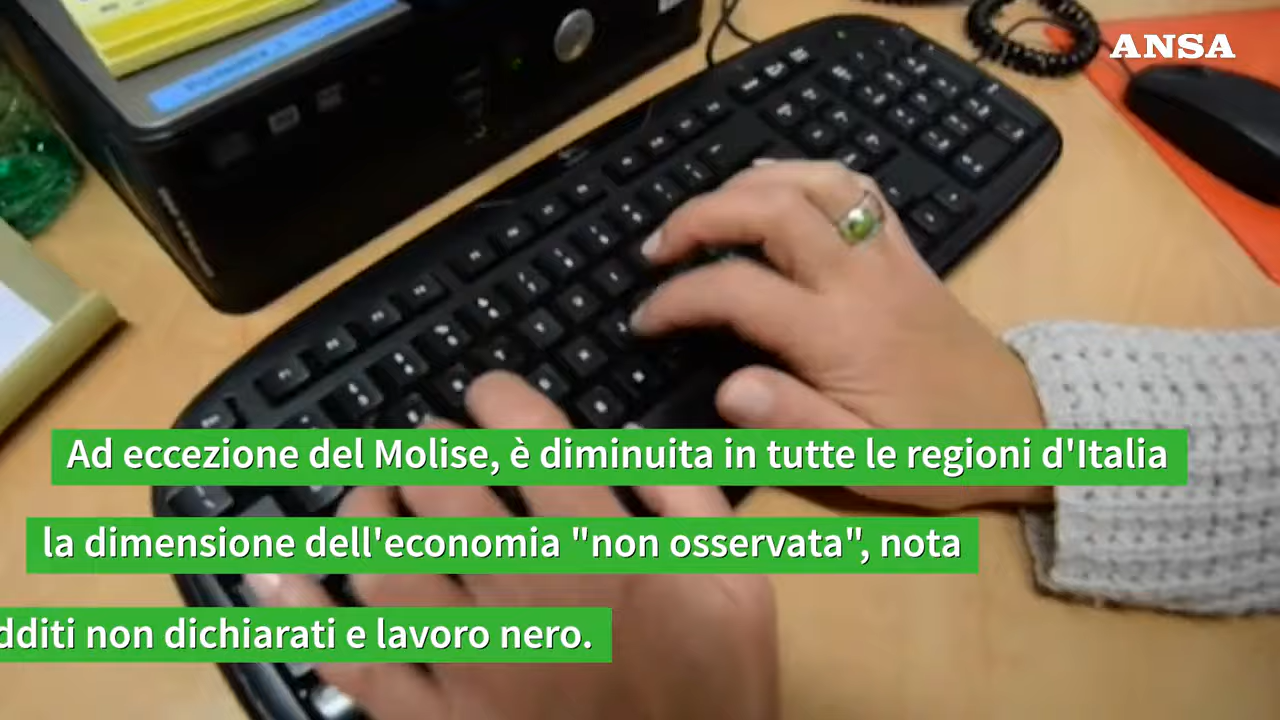 ANSA
Ad eccezione del Molise, è diminuita in tutte le regioni d'Italia
la dimensione dell'economia "non osservata", nota
non dichiarati e lavoro nero.